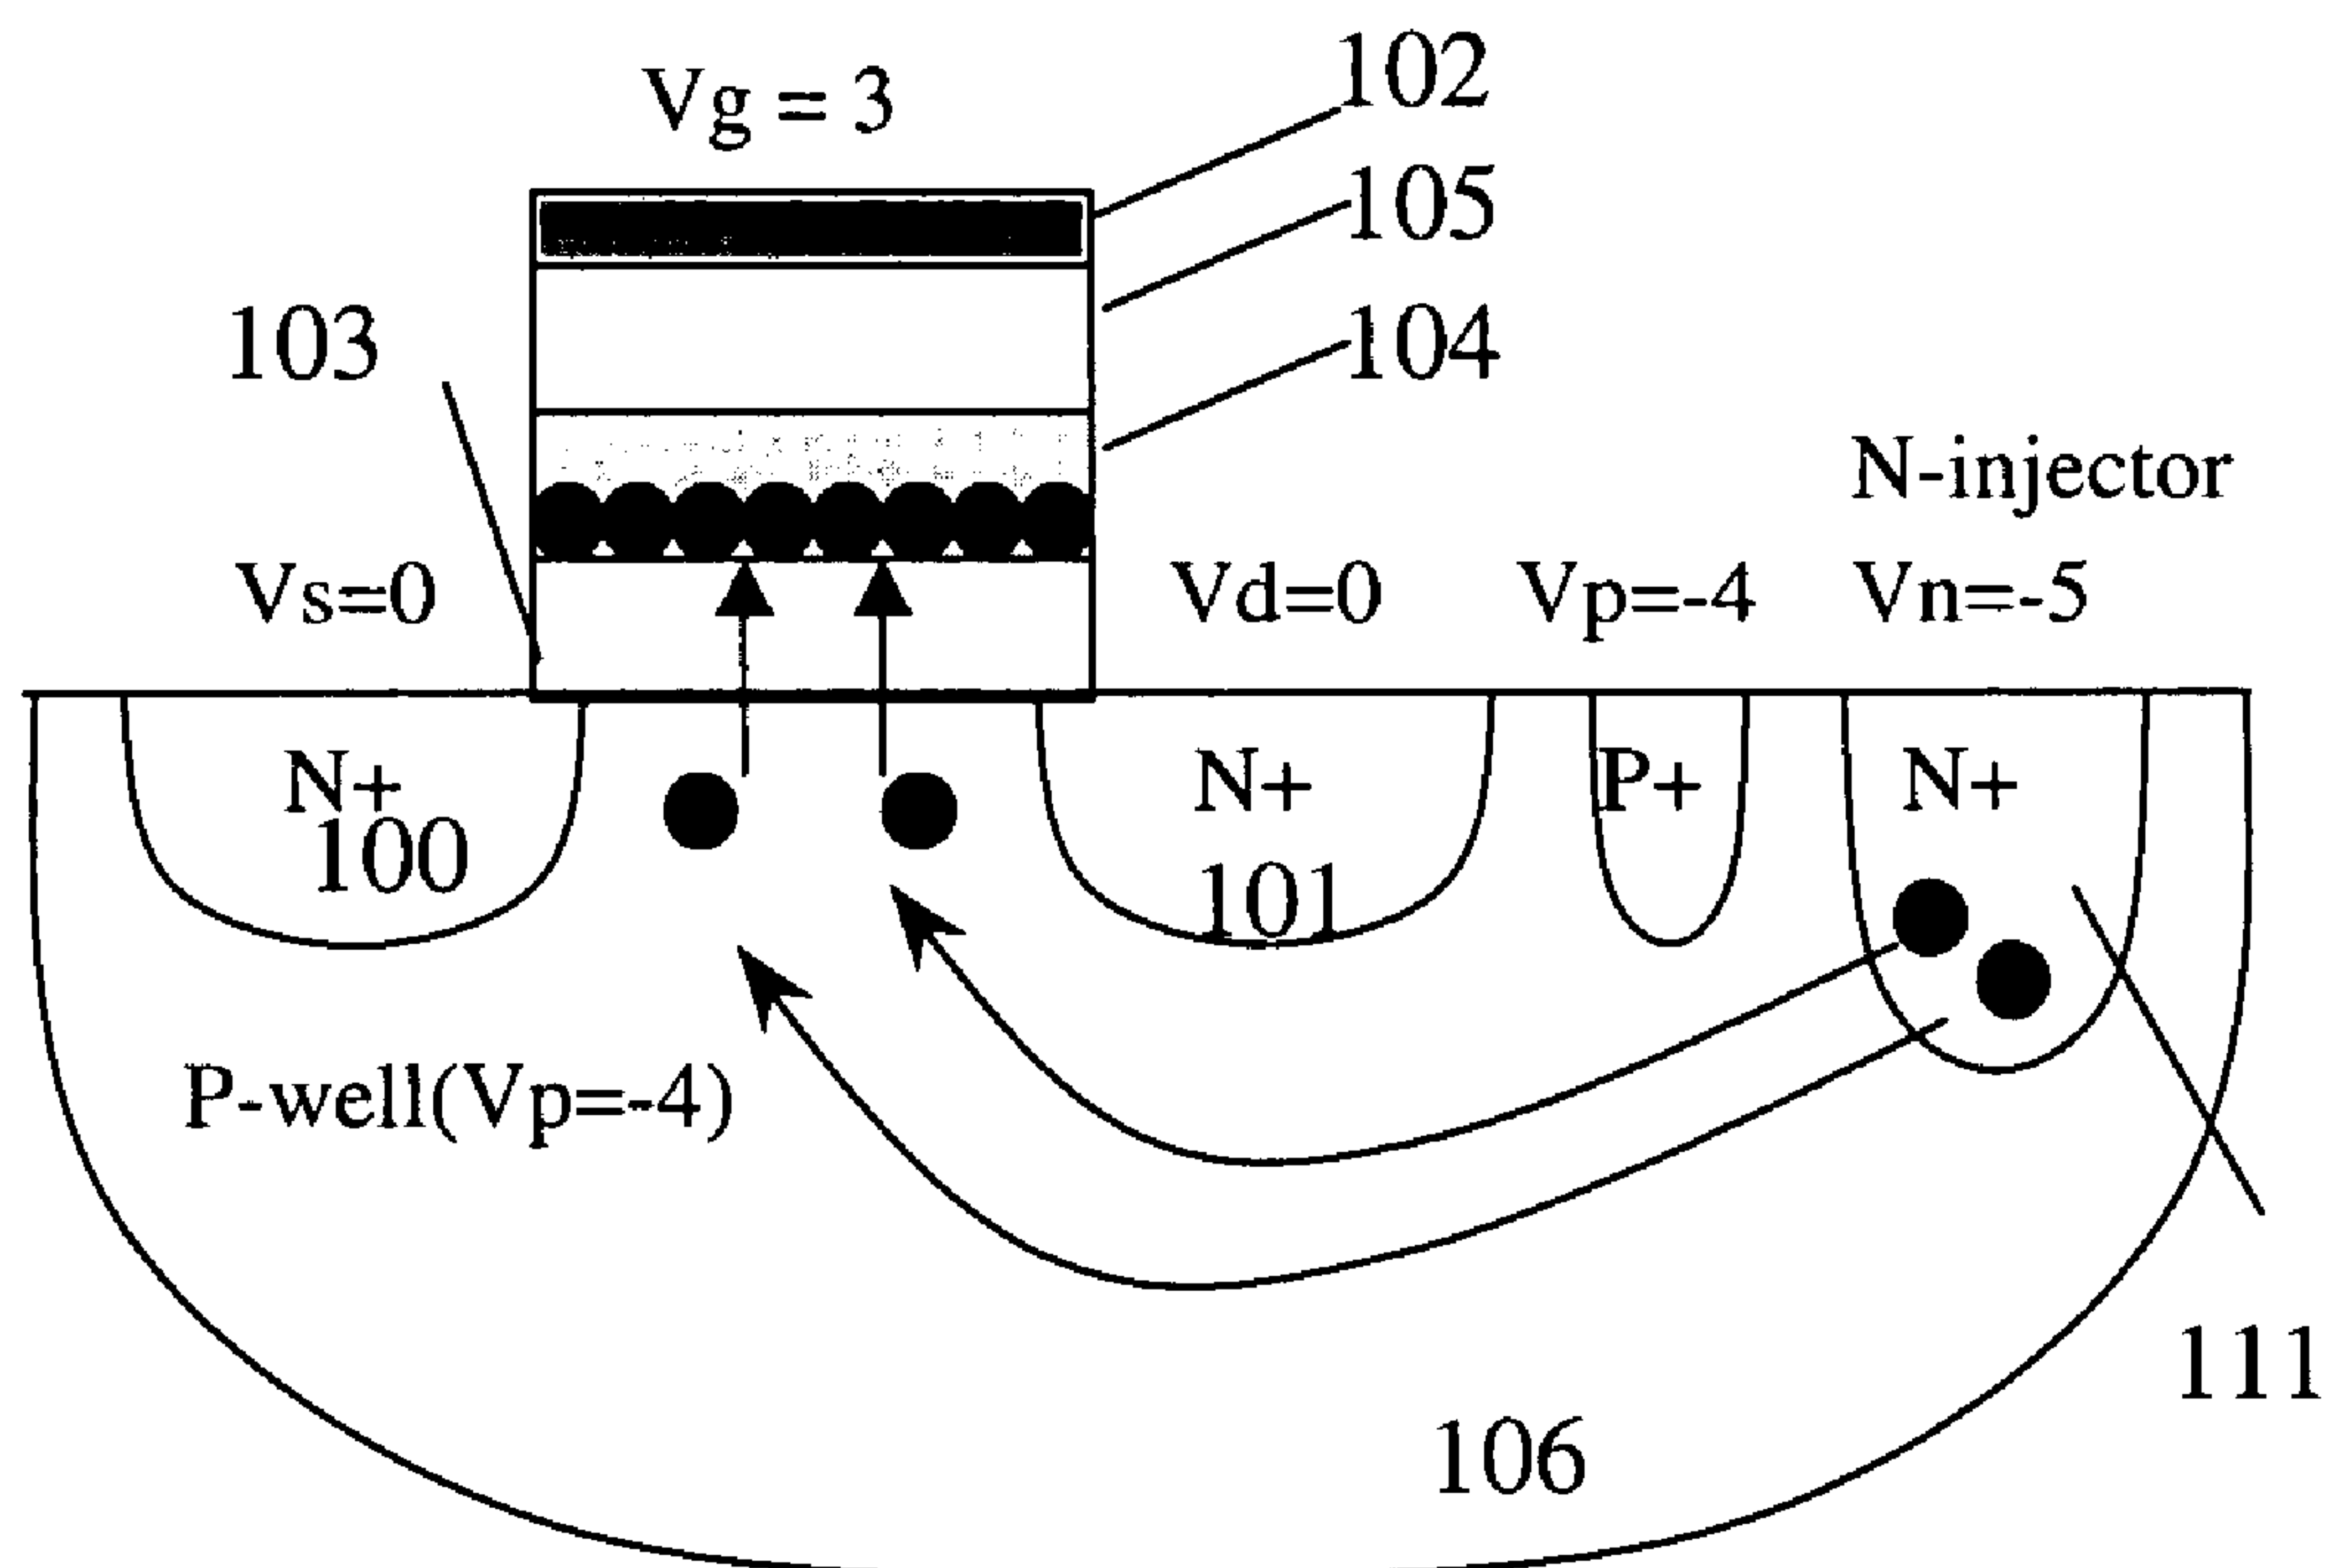 102
Vg = 3
105
103
104
N-injector
Vs=0
Vd=0
Vp=-4
Vn=-5
N+
100
N+
101
P+
N+
P-well(Vp=-4)
111
106